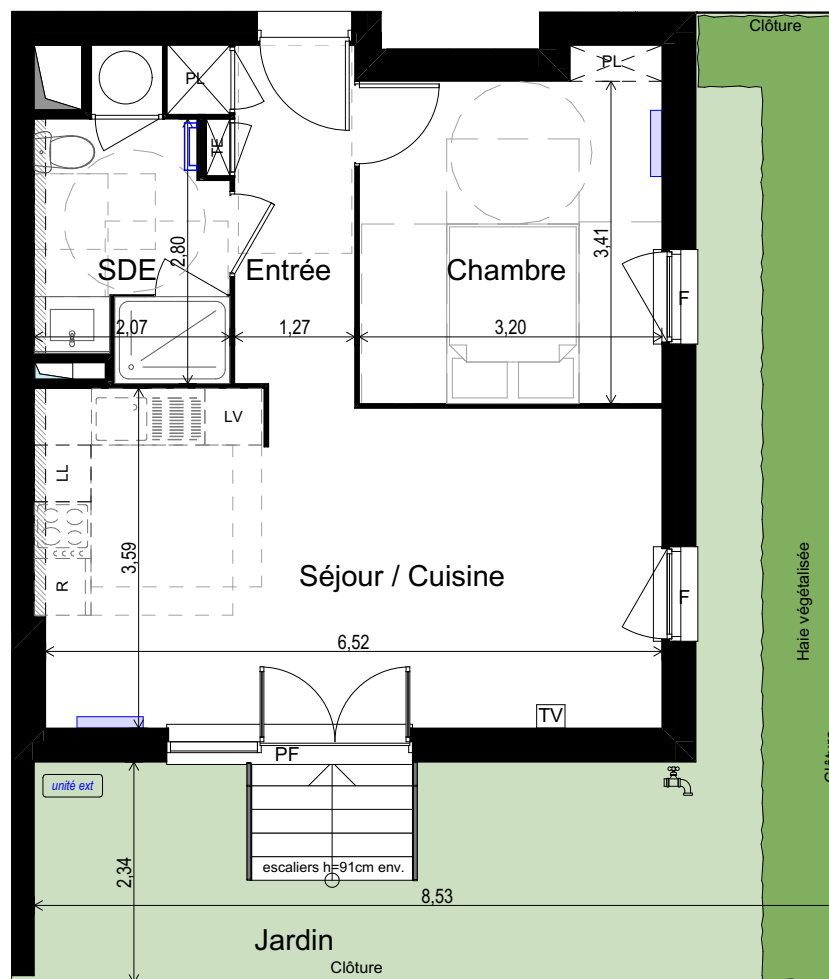 Clôture
PL
PL
TE
3,41
2,80
SDE
Entrée
Chambre
F
2,07
1,27
3,20
LV
LL
3,59
R
Séjour / Cuisine
F
Haie végétalisée
6,52
TV
PF
Clôture
unité ext
2,34
escaliers h=91cm env.
8,53
Jardin
Clôture